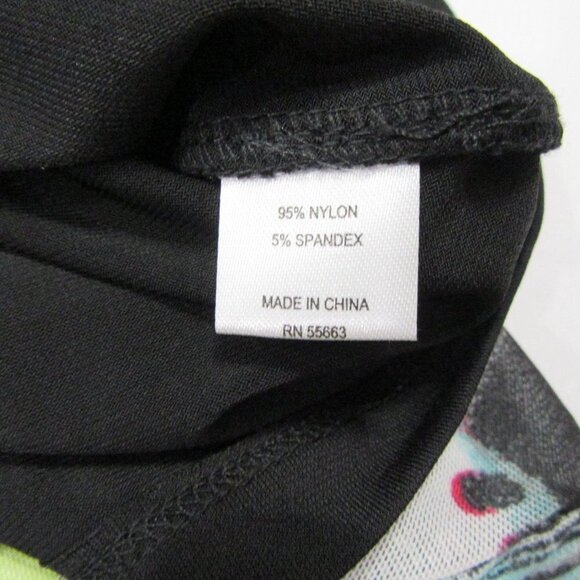 95% NYLON
5% SPANDEX
MADE IN CHINA
RN 55663